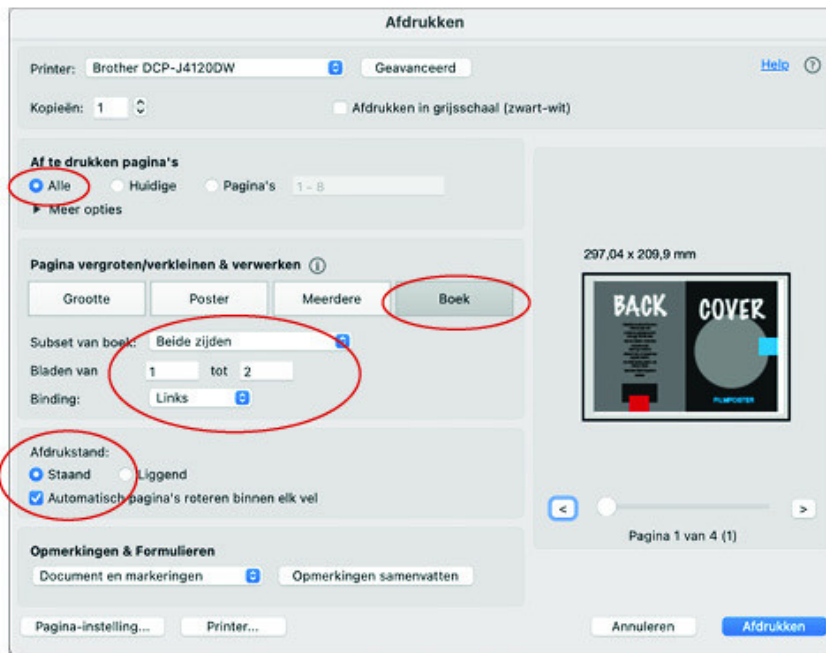 Afdrukken
Printer: Brother DCP-J4120DW Geavanceerd Help ?
Kopieën: 1 Afdrukken in grijsschaal (zwart-wit)
Af te drukken pagina's
Alle Huidige Pagina's 1 - 8
Meer opties
Pagina vergroten/verkleinen & verwerken i
Grootte Poster Meerdere Boek
Subset van boek: Beide zijden
Bladen van 1 tot 2
Binding: Links
Afdrukstand:
Staand Liggend
Automatisch pagina's roteren binnen elk vel
Opmerkingen & Formulieren
Document en markeringen Opmerkingen samenvatten
Pagina-instelling... Printer...
297,04 x 209,9 mm
BACK COVER
FILMPOSTER
< >
Pagina 1 van 4 (1)
Annuleren Afdrukken